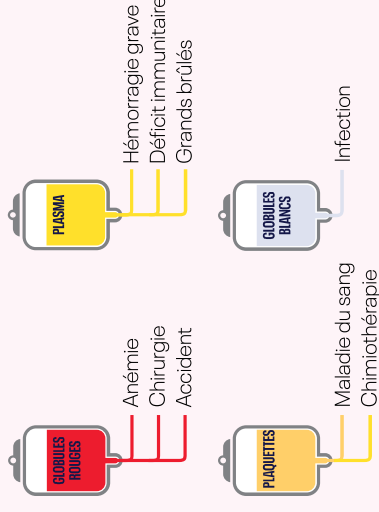 GLOBULES
ROUGES
Anémie
Chirurgie
Accident
PLASMA
Hémorragie grave
Déficit immunitaire
Grands brûlés
PLAQUETTES
Maladie du sang
Chimiothérapie
GLOBULES
BLANCS
Infection